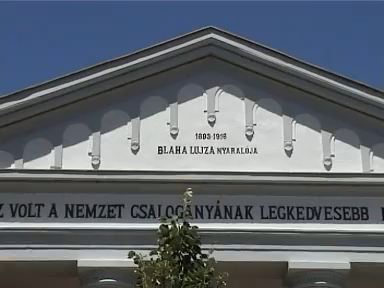 1893-1916
BLAHA LUJZA NYARALÓJA
Z VOLT A NEMZET CSALOGÁNYÁNAK LEGKEDVESEBB